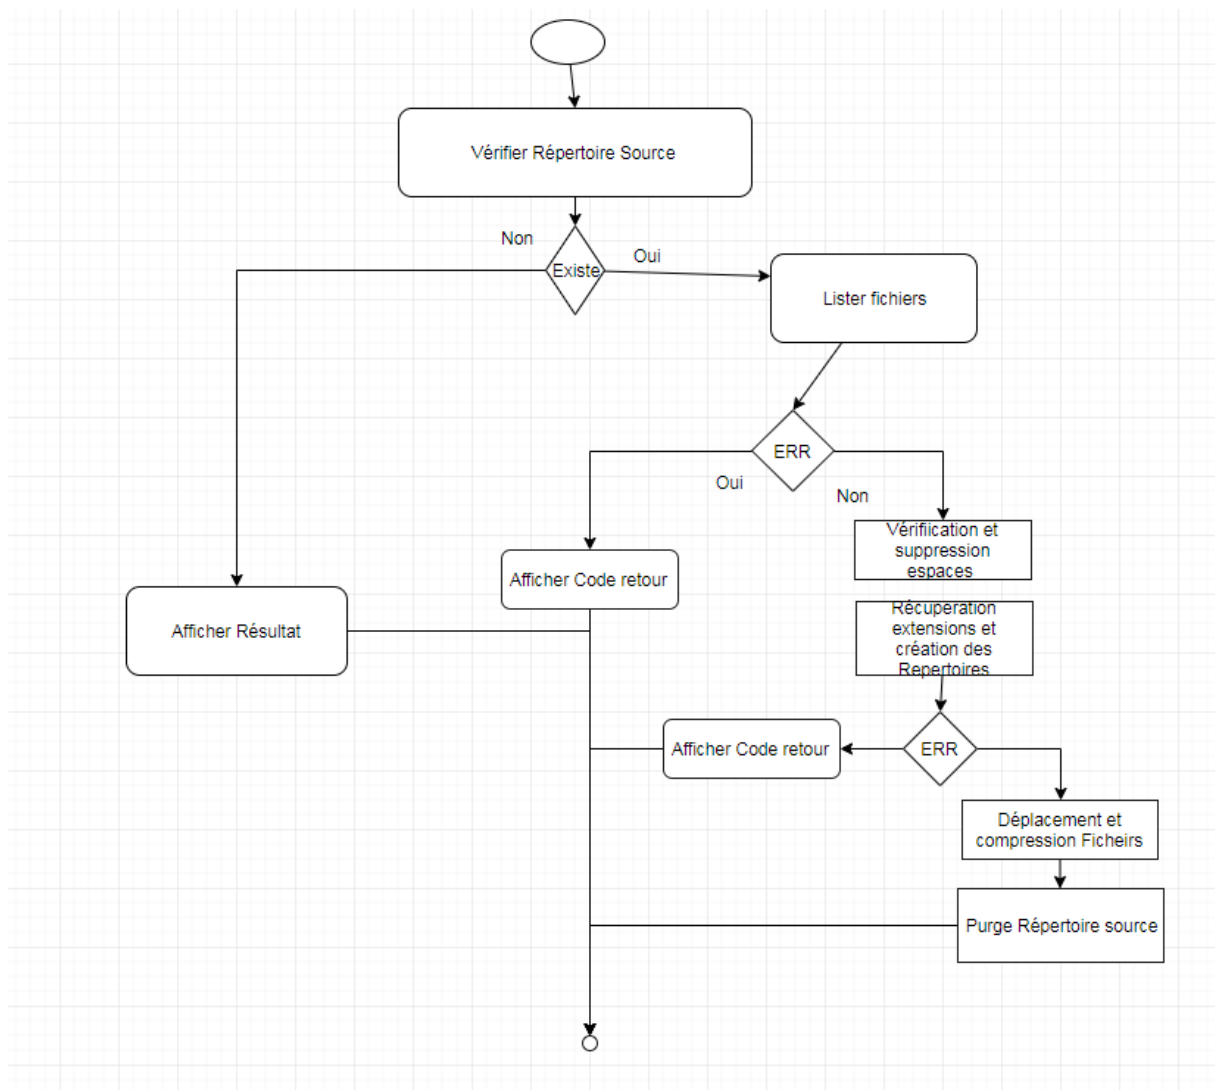 Vérifier Répertoire Source
Non
Oui
Existe
Lister fichiers
ERR
Oui
Non
Vérifiication et
suppression
espaces
Afficher Code retour
Récuperation
extensions et
création des
Repertoires
Afficher Résultat
Afficher Code retour
ERR
Déplacement et
compression Ficheirs
Purge Répertoire source